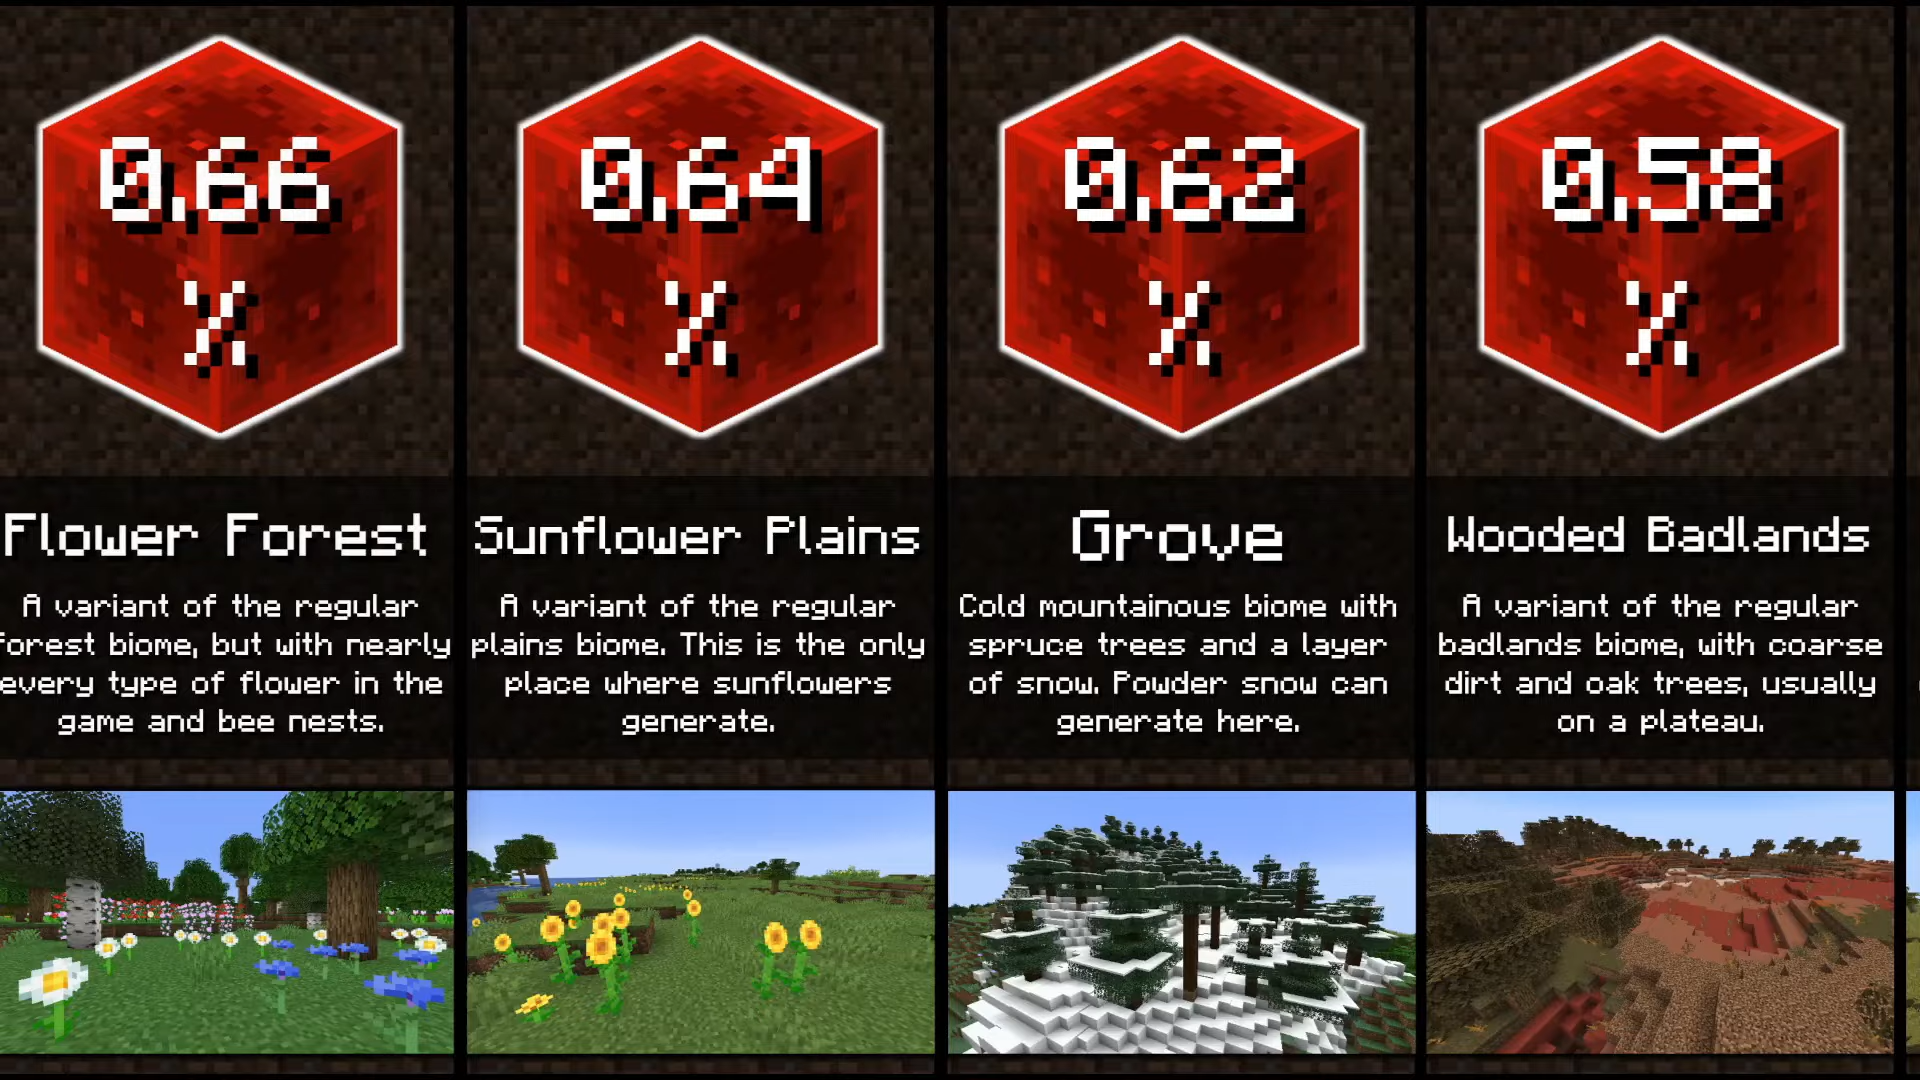 0.66
%
Flower Forest
A variant of the regular
forest biome, but with nearly
every type of flower in the
game and bee nests.
0.64
%
Sunflower Plains
A variant of the regular
plains biome. This is the only
place where sunflowers
generate.
0.62
%
Grove
Cold mountainous biome with
spruce trees and a layer
of snow. Powder snow can
generate here.
0.58
%
Wooded Badlands
A variant of the regular
badlands biome, with coarse
dirt and oak trees, usually
on a plateau.